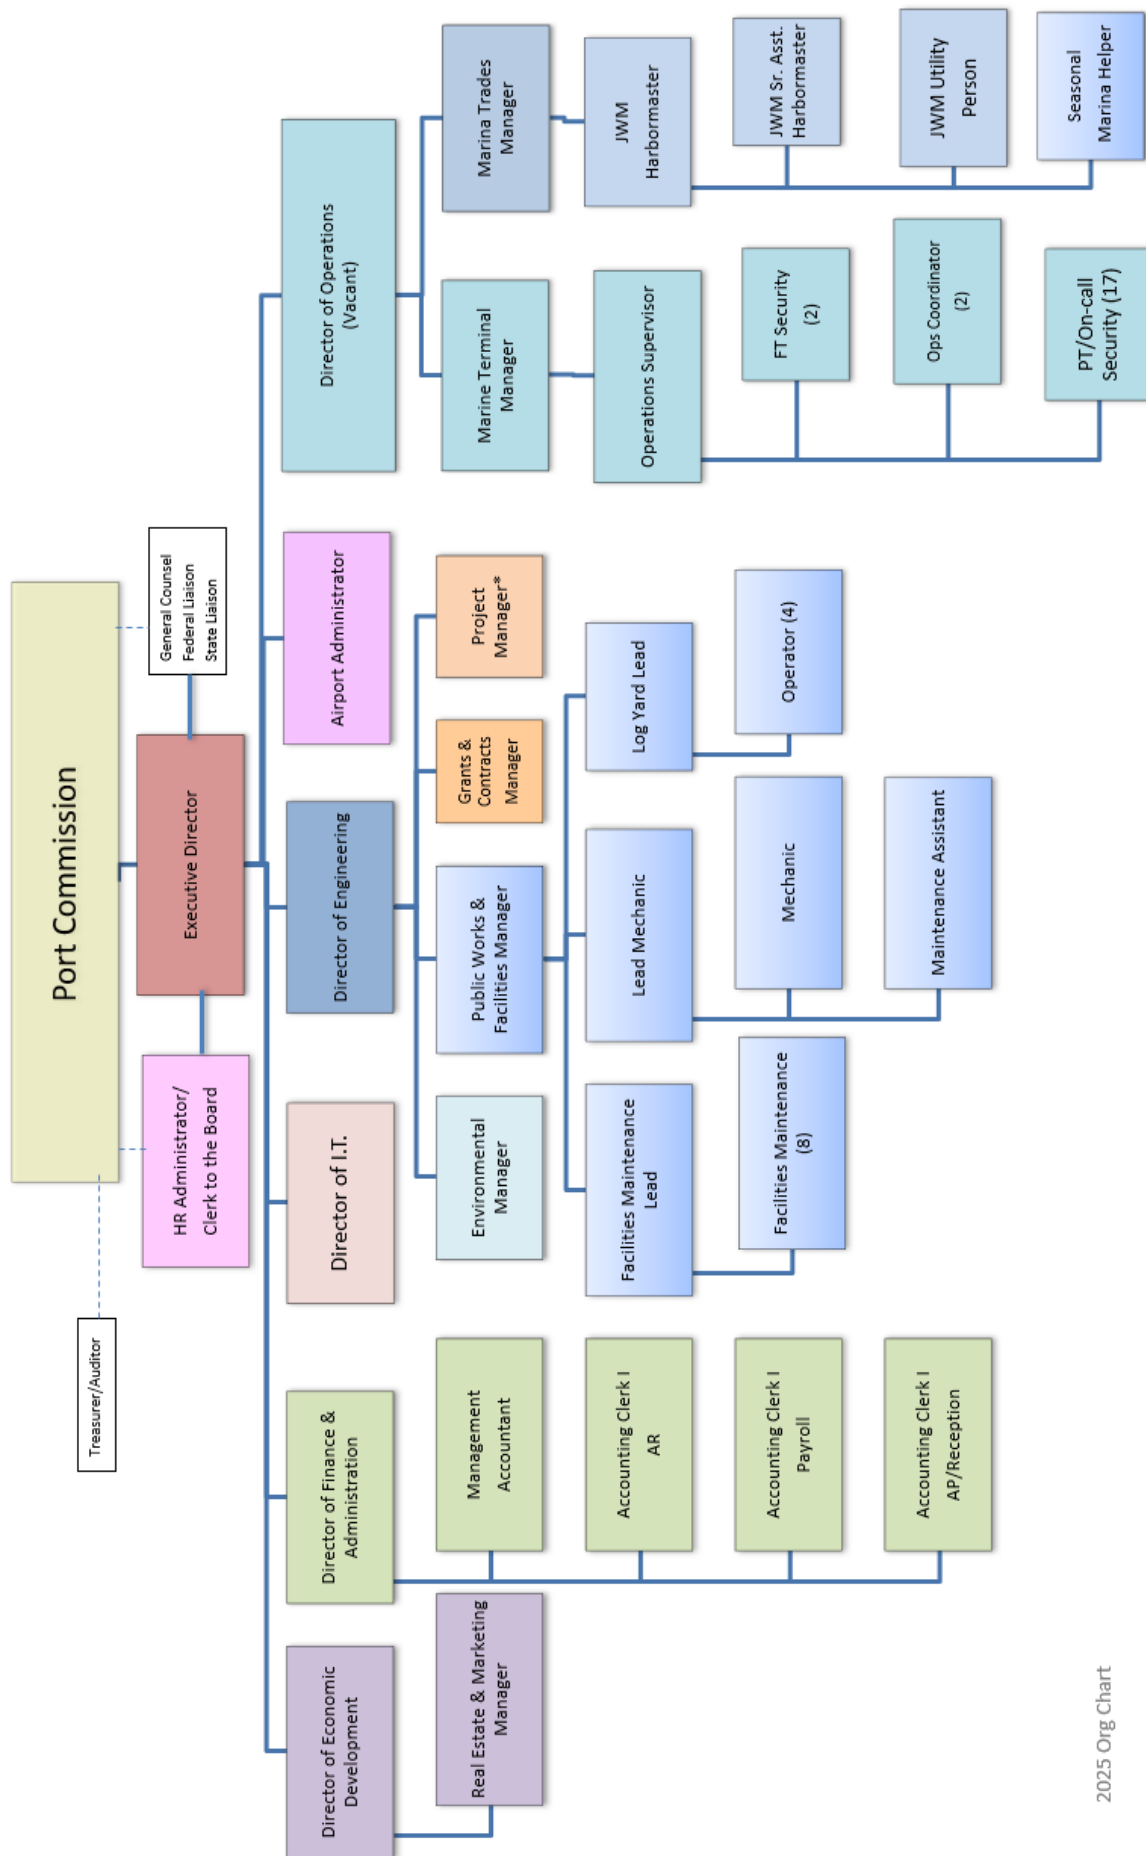 Port Commission
Treasurer/Auditor
HR Administrator/
Clerk to the Board
Executive Director
General Counsel
Federal Liaison
State Liaison
Director of Economic
Development
Director of Finance &
Administration
Director of I.T.
Director of Engineering
Airport Administrator
Director of Operations
(Vacant)
Real Estate & Marketing
Manager
Management
Accountant
Accounting Clerk I
AR
Accounting Clerk I
Payroll
Accounting Clerk I
AP/Reception
Environmental
Manager
Public Works &
Facilities Manager
Grants &
Contracts
Manager
Project
Manager*
Facilities Maintenance
Lead
Facilities Maintenance
(8)
Lead Mechanic
Mechanic
Maintenance Assistant
Log Yard Lead
Operator (4)
Marine Terminal
Manager
Operations Supervisor
FT Security
(2)
Ops Coordinator
(2)
PT/On-call
Security (17)
Marina Trades
Manager
JWM
Harbormaster
JWM Sr. Asst.
Harbormaster
JWM Utility
Person
Seasonal
Marina Helper
2025 Org Chart